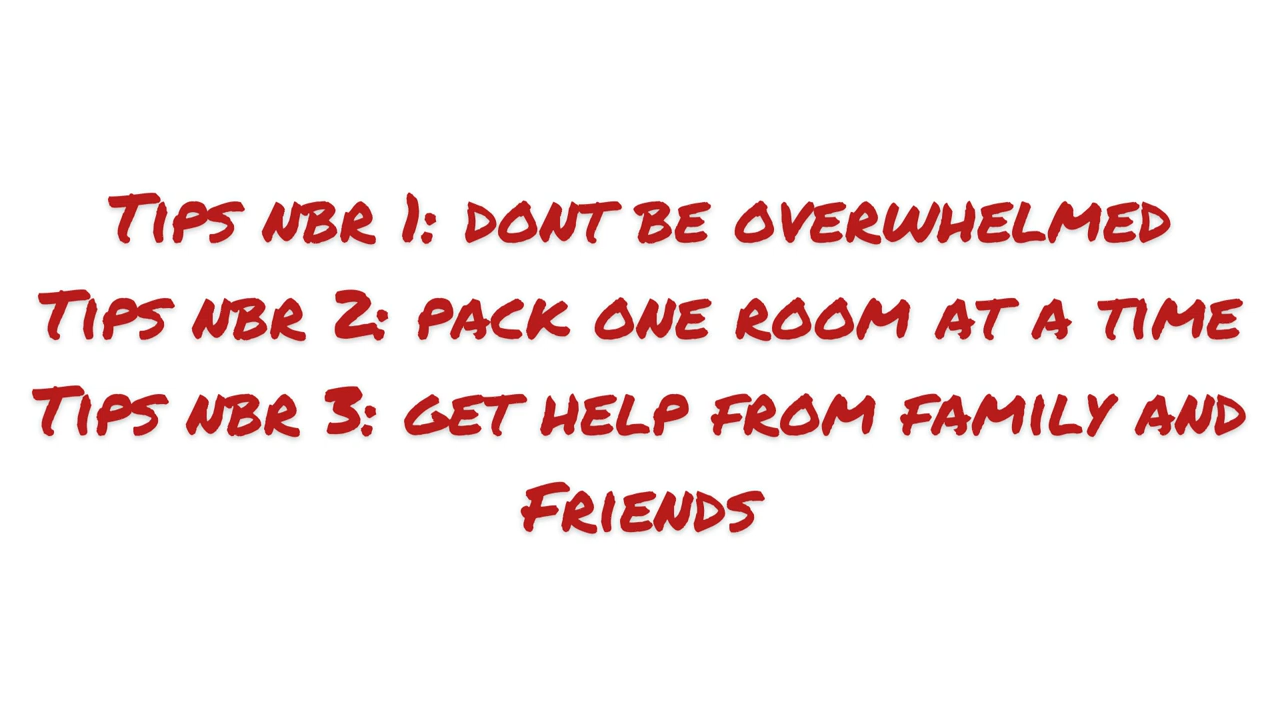 Tips nbr 1: dont be overwhelmed
Tips nbr 2: pack one room at a time
Tips nbr 3: get help from family and
Friends